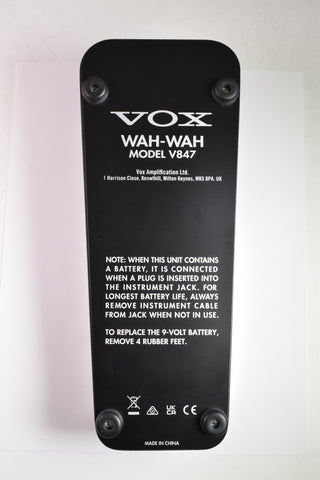 VOX
WAH-WAH
MODEL V847
Vox Amplification Ltd.
1 Harrison Close, Knowlhill, Milton Keynes, MK5 8PA, UK
NOTE: WHEN THIS UNIT CONTAINS
A BATTERY, IT IS CONNECTED
WHEN A PLUG IS INSERTED INTO
THE INSTRUMENT JACK. FOR
LONGEST BATTERY LIFE, ALWAYS
REMOVE INSTRUMENT CABLE
FROM JACK WHEN NOT IN USE.
TO REPLACE THE 9-VOLT BATTERY,
REMOVE 4 RUBBER FEET.
UK CA CE
MADE IN CHINA